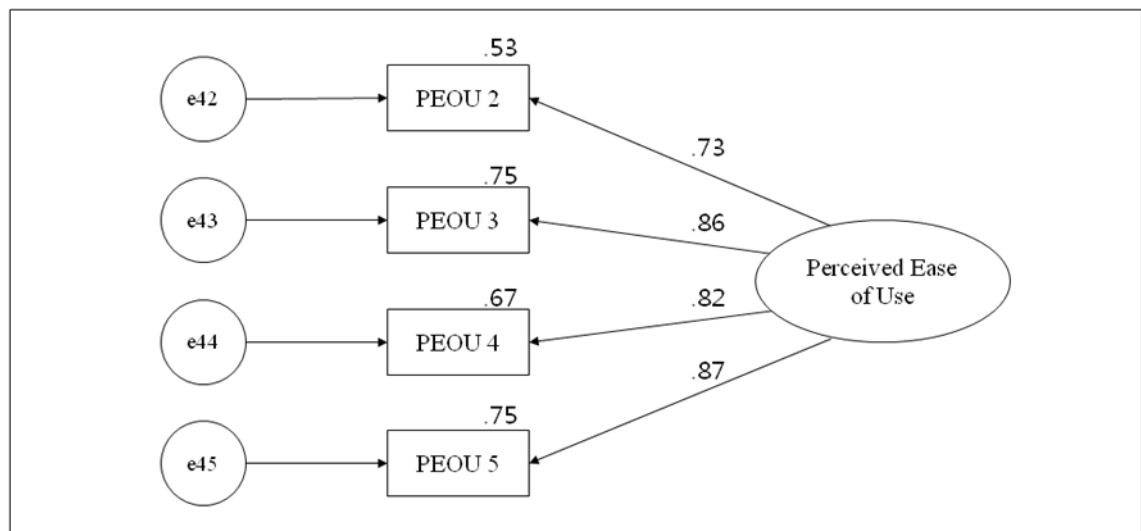 .53
e42
PEOU 2
.73
.75
e43
PEOU 3
.86
Perceived Ease
of Use
.67
.82
e44
PEOU 4
.87
.75
e45
PEOU 5